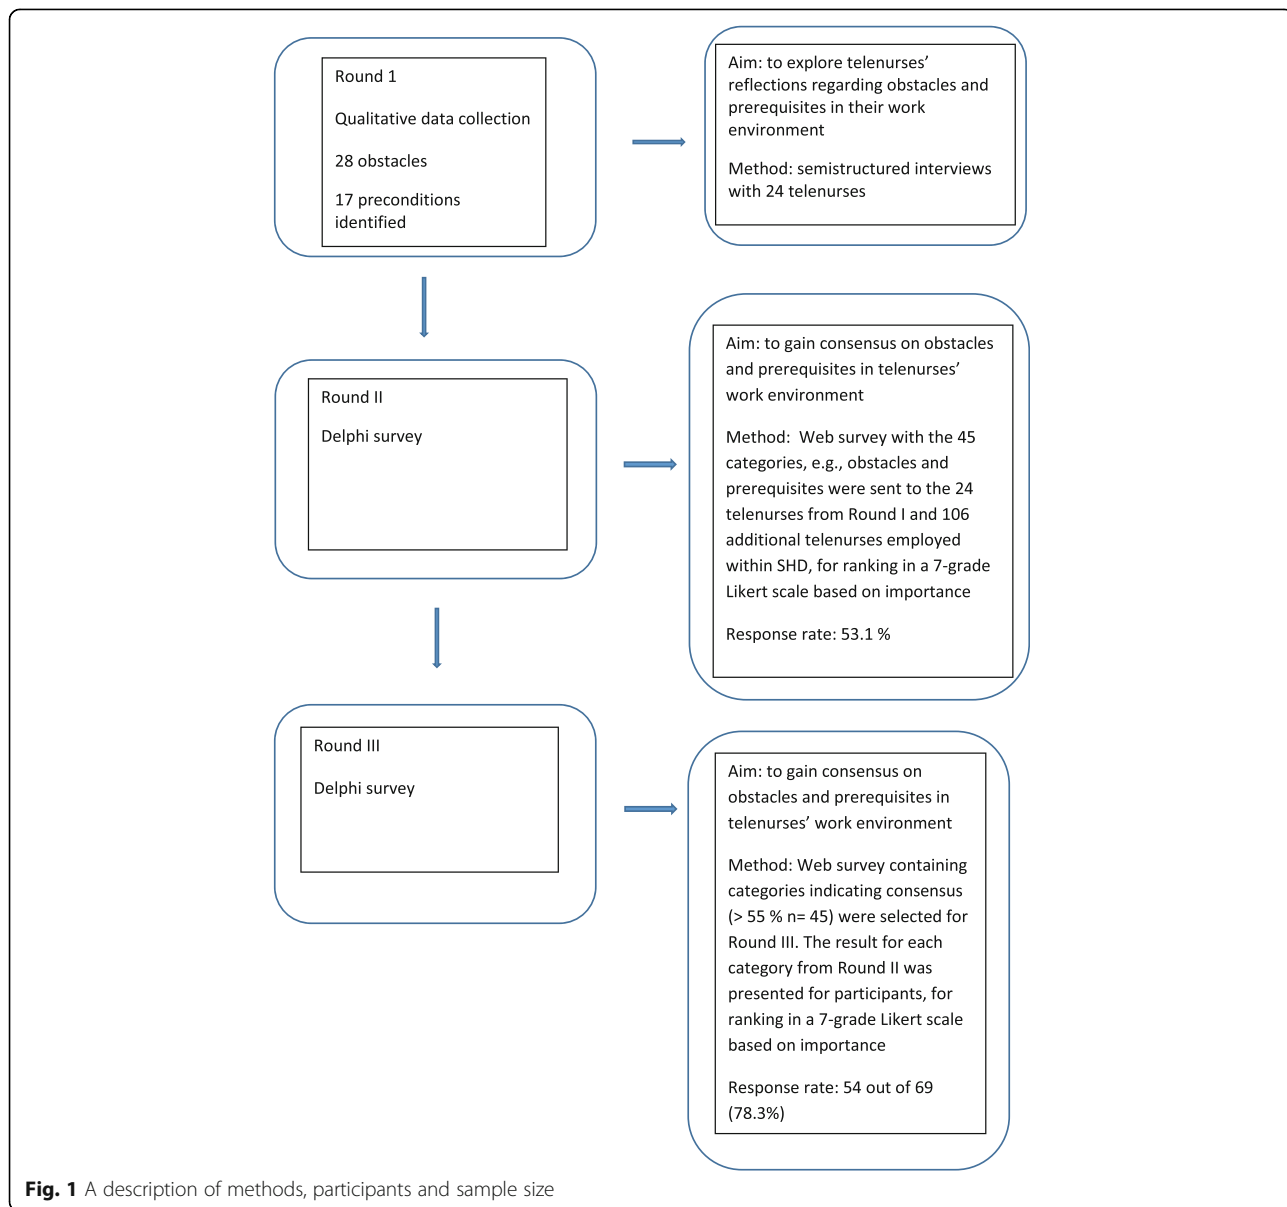 Round 1
Qualitative data collection
28 obstacles
17 preconditions
identified
Aim: to explore telenurses’
reflections regarding obstacles and
prerequisites in their work
environment
Method: semistructured interviews
with 24 telenurses
Round II
Delphi survey
Aim: to gain consensus on obstacles
and prerequisites in telenurses’
work environment
Method:  Web survey with the 45
categories, e.g., obstacles and
prerequisites were sent to the 24
telenurses from Round I and 106
additional telenurses employed
within SHD, for ranking in a 7-grade
Likert scale based on importance
Response rate: 53.1 %
Round III
Delphi survey
Aim: to gain consensus on
obstacles and prerequisites in
telenurses’ work environment
Method: Web survey containing
categories indicating consensus
(> 55 % n= 45) were selected for
Round III. The result for each
category from Round II was
presented for participants, for
ranking in a 7-grade Likert scale
based on importance
Response rate: 54 out of 69
(78.3%)
Fig. 1 A description of methods, participants and sample size